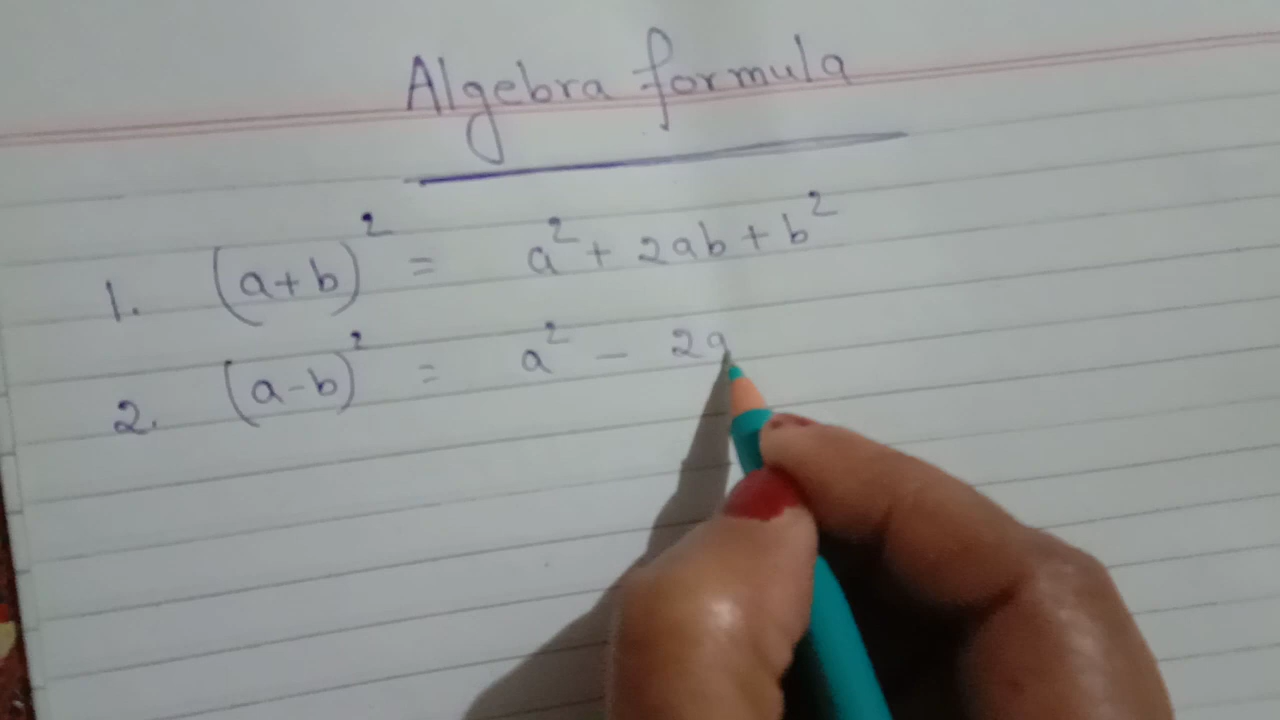 Algebra formula
1. (a+b)² = a² + 2ab + b²
2. (a-b)² = a² - 2a